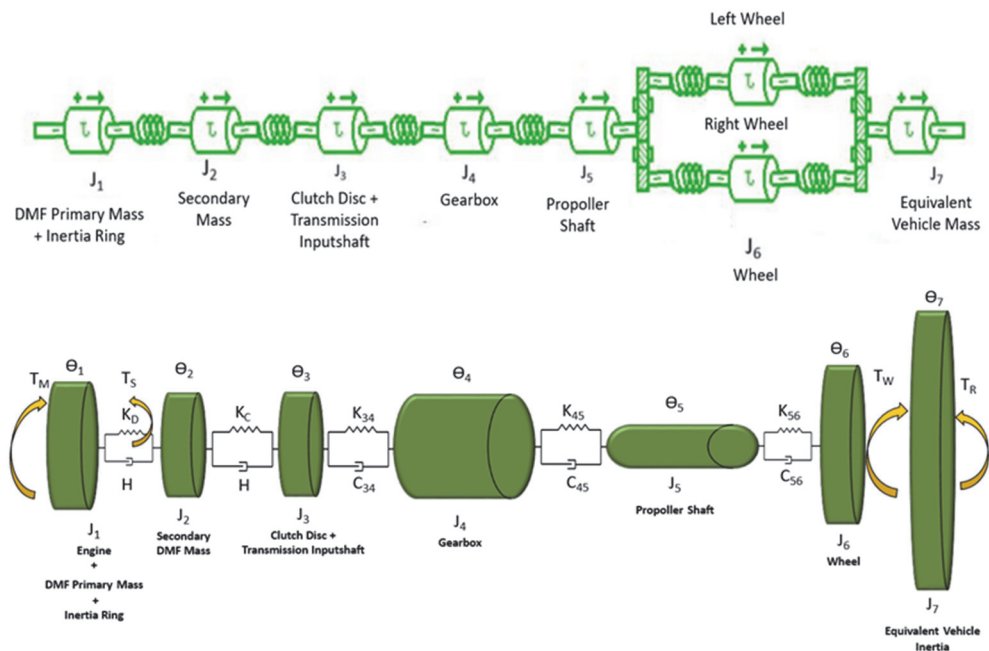 Left Wheel
Right Wheel
J1
DMF Primary Mass
+ Inertia Ring
J2
Secondary
Mass
J3
Clutch Disc +
Transmission
Inputshaft
J4
Gearbox
J5
Propoller
Shaft
J6
Wheel
J7
Equivalent
Vehicle Mass
TM
Θ1
KD
H
TS
J1
Engine
+
DMF Primary Mass
+
Inertia Ring
Θ2
J2
Secondary
DMF Mass
KC
H
Θ3
J3
Clutch Disc +
Transmission Inputshaft
K34
C34
Θ4
J4
Gearbox
K45
C45
Θ5
J5
Propoller Shaft
K56
C56
Θ6
J6
Wheel
TW
Θ7
TR
J7
Equivalent Vehicle
Inertia